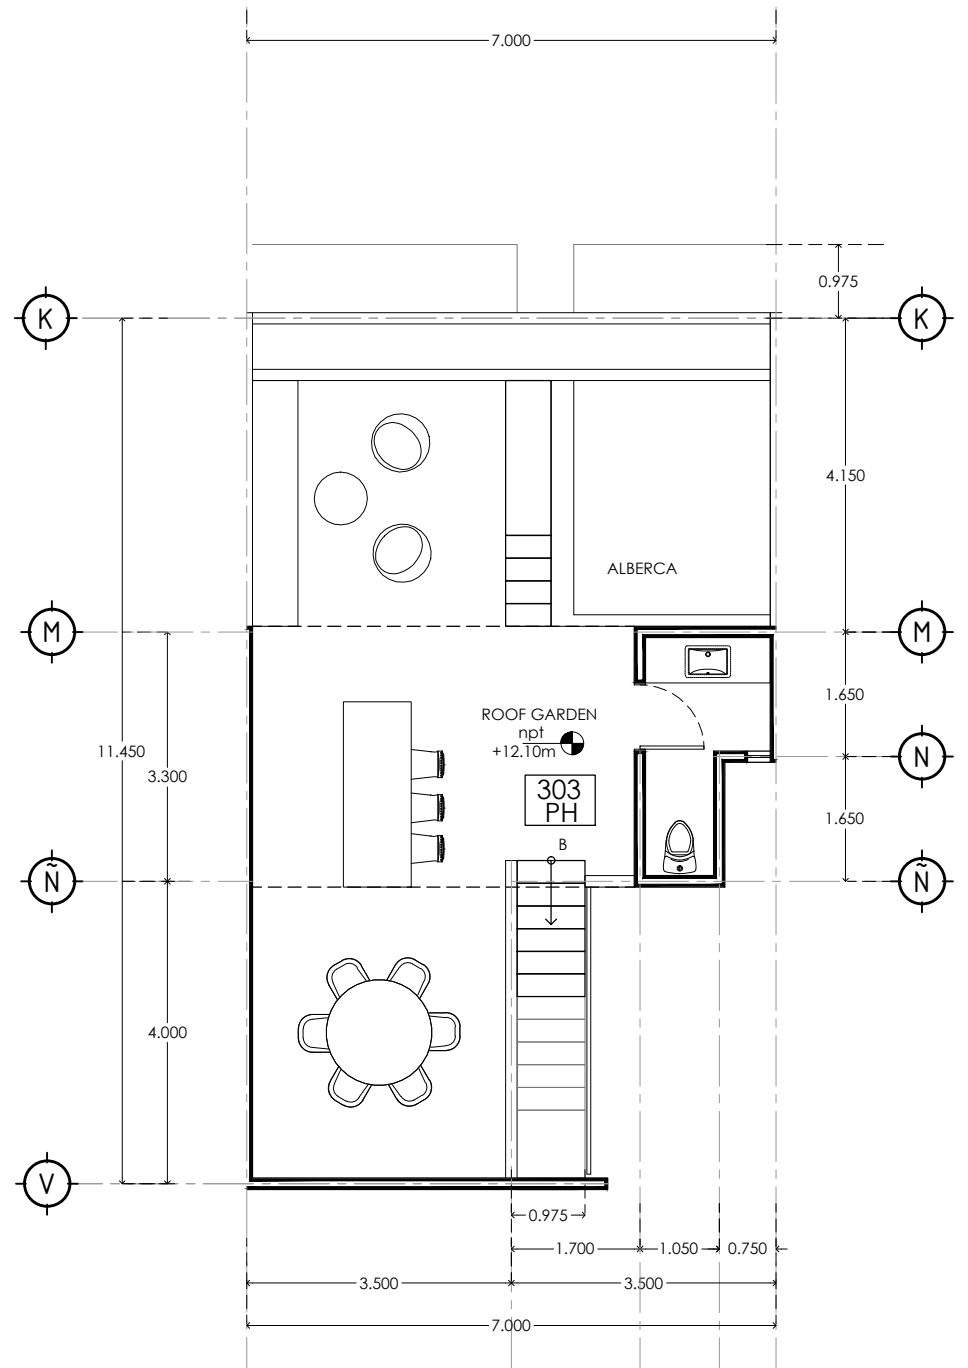 7.000
0.975
K
K
4.150
ALBERCA
M
M
1.650
ROOF GARDEN
npt
+12.10m
11.450
3.300
N
303
PH
1.650
B
Ñ
Ñ
4.000
V
0.975
1.700
1.050
0.750
3.500
3.500
7.000